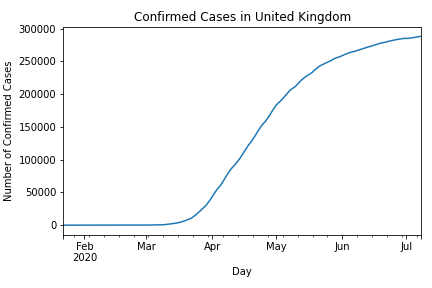 Confirmed Cases in United Kingdom
300000
250000
200000
150000
100000
50000
0
Number of Confirmed Cases
Feb Mar Apr May Jun Jul
2020
Day